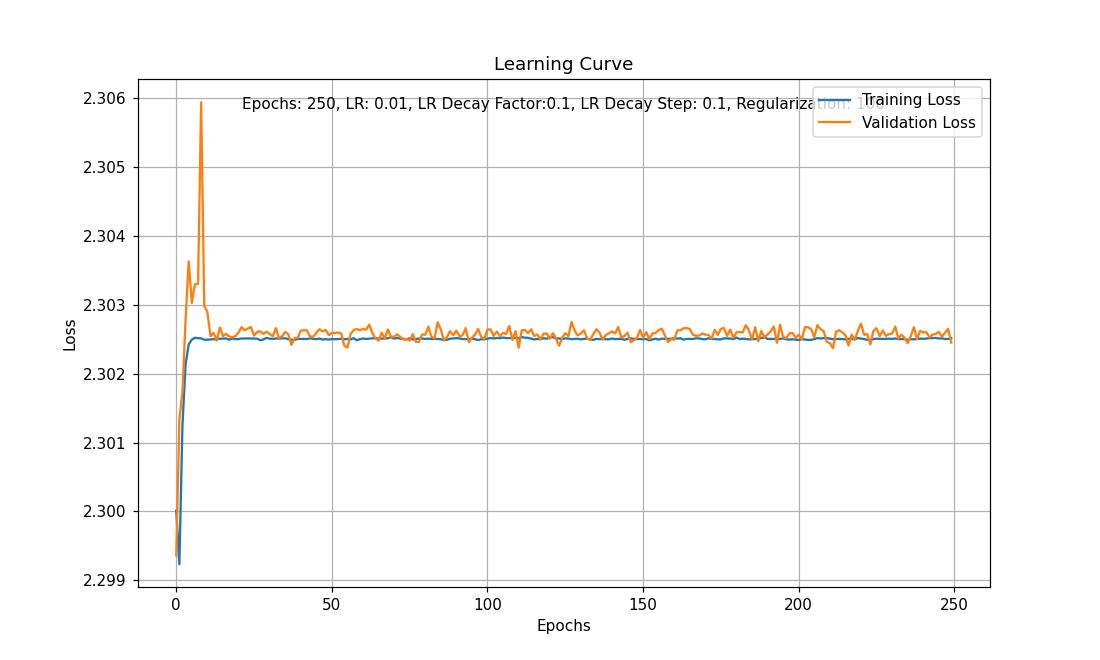 Learning Curve
2.306
2.305
2.304
2.303
2.302
2.301
2.300
2.299
Loss
Epochs: 250, LR: 0.01, LR Decay Factor:0.1, LR Decay Step: 0.1, Regularization: 100
Training Loss
Validation Loss
0 50 100 150 200 250
Epochs